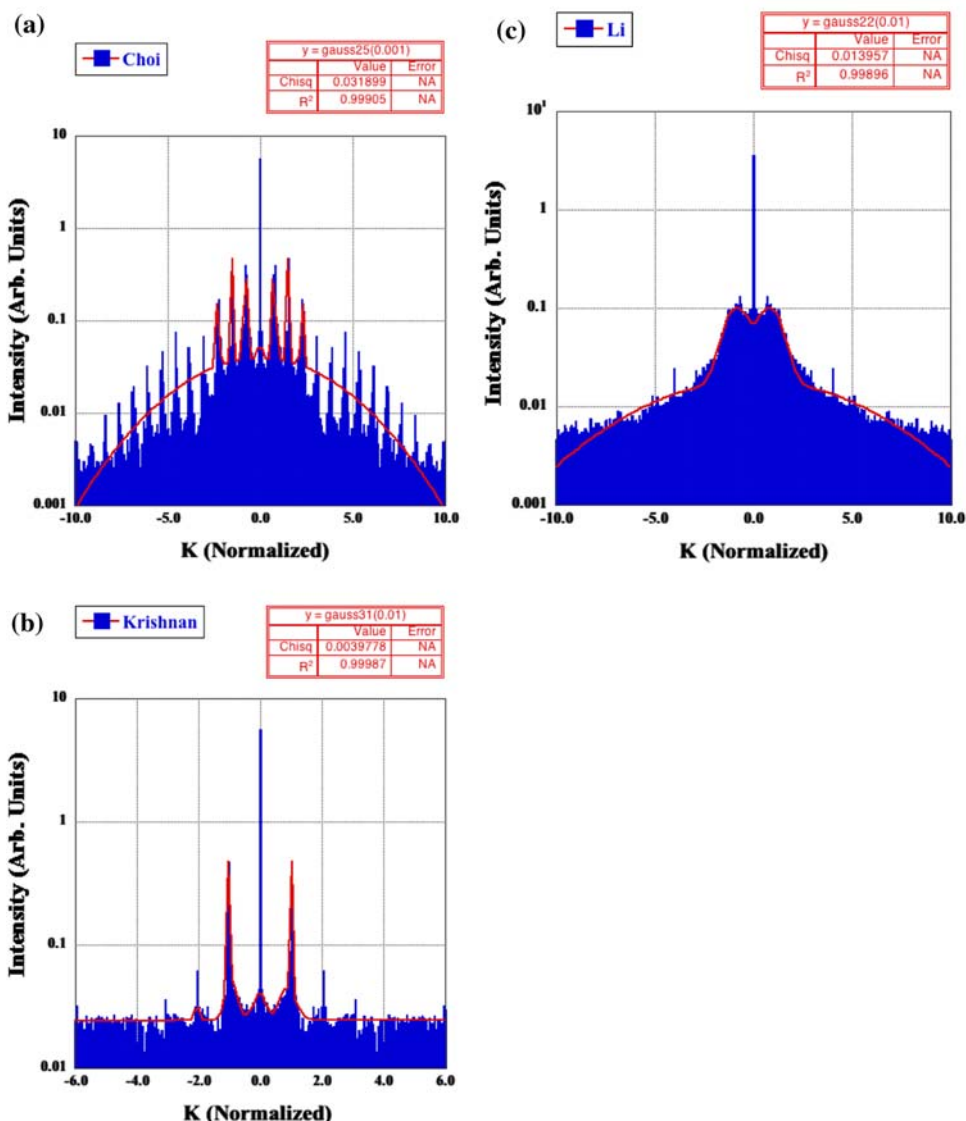 (a)
Choi
y = gauss25(0.001)
Value Error
Chisq 0.031899 NA
R² 0.99905 NA
Intensity (Arb. Units)
10
1
0.1
0.01
0.001
-10.0 -5.0 0.0 5.0 10.0
K (Normalized)
(c)
Li
y = gauss22(0.01)
Value Error
Chisq 0.013957 NA
R² 0.99896 NA
Intensity (Arb. Units)
10¹
1
0.1
0.01
0.001
-10.0 -5.0 0.0 5.0 10.0
K (Normalized)
(b)
Krishnan
y = gauss31(0.01)
Value Error
Chisq 0.0039778 NA
R² 0.99987 NA
Intensity (Arb. Units)
10
1
0.1
0.01
-6.0 -4.0 -2.0 0.0 2.0 4.0 6.0
K (Normalized)